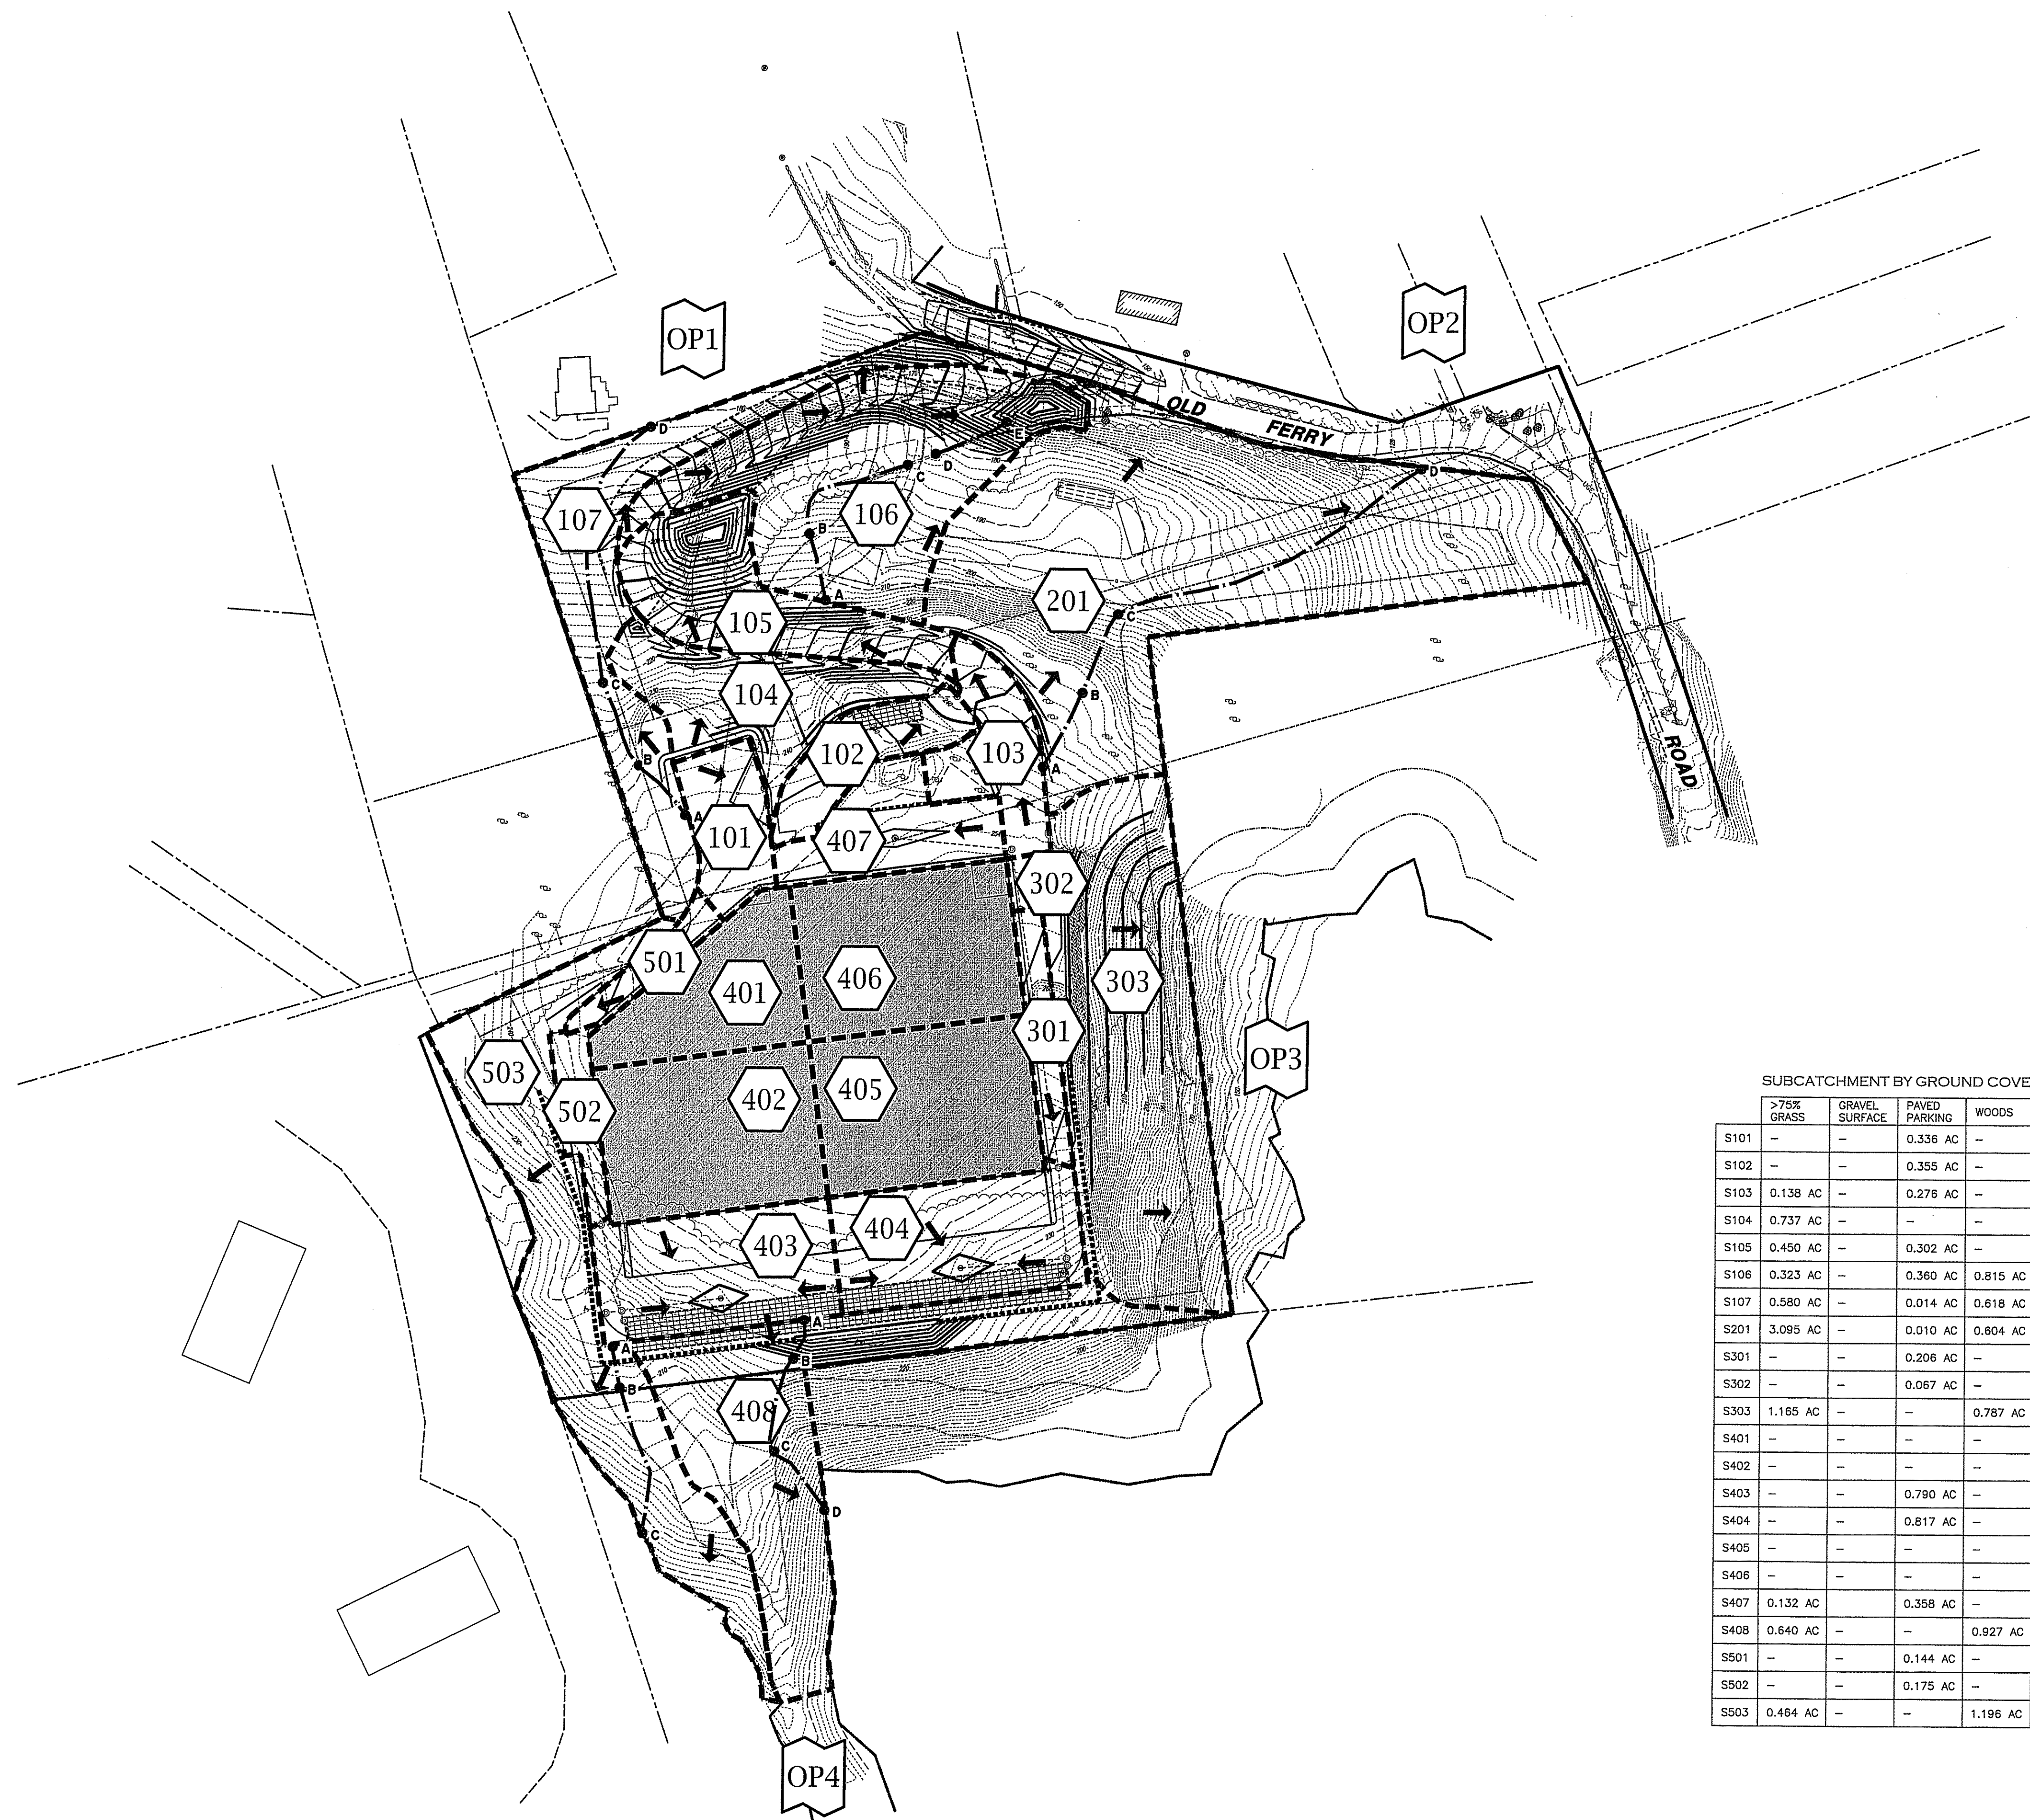 OP1
OP2
OLD
FERRY
ROAD
107
106
105
201
104
102
103
101
407
302
501
401
406
303
301
OP3
503
502
402
405
404
403
408
OP4
D
D
C
E
D
B
A
C
C
B
B
A
A
A
A
B
B
C
D
C
SUBCATCHMENT BY GROUND COVE
>75% GRASS GRAVEL SURFACE PAVED PARKING WOODS
S101 – – 0.336 AC –
S102 – – 0.355 AC –
S103 0.138 AC – 0.276 AC –
S104 0.737 AC – – –
S105 0.450 AC – 0.302 AC –
S106 0.323 AC – 0.360 AC 0.815 AC
S107 0.580 AC – 0.014 AC 0.618 AC
S201 3.095 AC – 0.010 AC 0.604 AC
S301 – – 0.206 AC –
S302 – – 0.067 AC –
S303 1.165 AC – – 0.787 AC
S401 – – – –
S402 – – – –
S403 – – 0.790 AC –
S404 – – 0.817 AC –
S405 – – – –
S406 – – – –
S407 0.132 AC 0.358 AC –
S408 0.640 AC – – 0.927 AC
S501 – – 0.144 AC –
S502 – – 0.175 AC –
S503 0.464 AC – – 1.196 AC